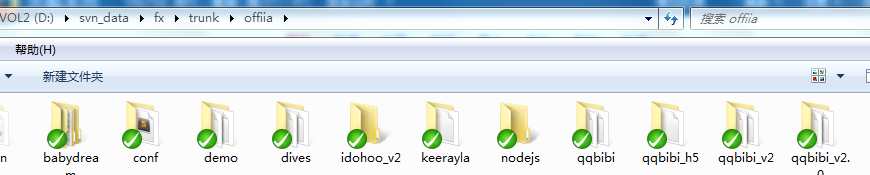 VOL2 (D:) ▸ svn_data ▸ fx ▸ trunk ▸ offiia ▸
搜索 offiia
帮助(H)
新建文件夹
n
babydream
conf
demo
dives
idohoo_v2
keerayla
nodejs
qqbibi
qqbibi_h5
qqbibi_v2
qqbibi_v2.0